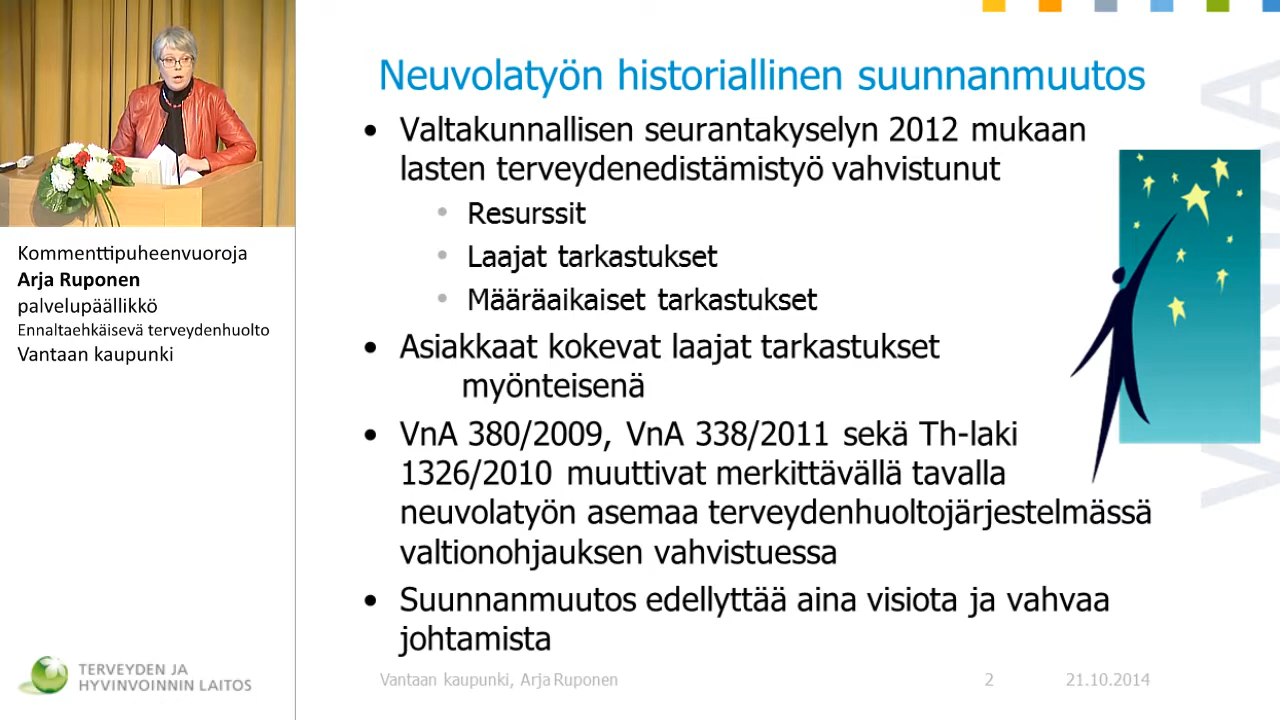 Kommenttipuheenvuoroja
Arja Ruponen
palvelupäällikkö
Ennaltaehkäisevä terveydenhuolto
Vantaan kaupunki
TERVEYDEN JA
HYVINVOINNIN LAITOS
Neuvolatyön historiallinen suunnanmuutos
• Valtakunnallisen seurantakyselyn 2012 mukaan
lasten terveydenedistämistyö vahvistunut
• Resurssit
• Laajat tarkastukset
• Määräaikaiset tarkastukset
• Asiakkaat kokevat laajat tarkastukset
myönteisenä
• VnA 380/2009, VnA 338/2011 sekä Th-laki
1326/2010 muuttivat merkittävällä tavalla
neuvolatyön asemaa terveydenhuoltojärjestelmässä
valtionohjauksen vahvistuessa
• Suunnanmuutos edellyttää aina visiota ja vahvaa
johtamista
Vantaan kaupunki, Arja Ruponen 2 21.10.2014